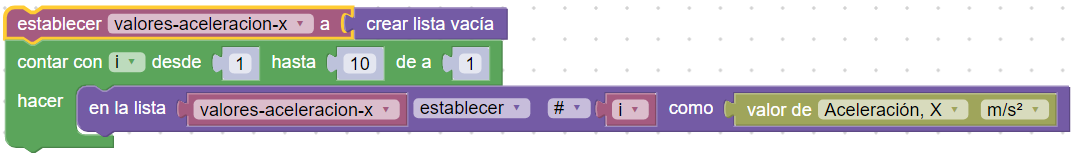 establecer valores-aceleracion-x a crear lista vacía
contar con i desde 1 hasta 10 de a 1
hacer en la lista valores-aceleracion-x establecer # i como valor de Aceleración, X m/s²